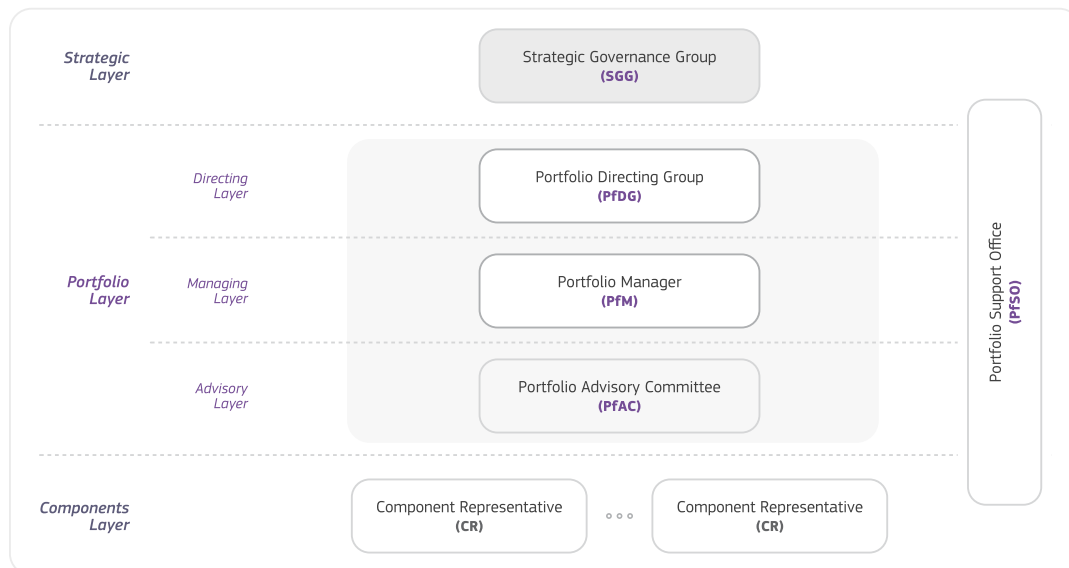 Strategic
Layer
Strategic Governance Group
(SGG)
Directing
Layer
Portfolio Directing Group
(PfDG)
Portfolio
Layer
Managing
Layer
Portfolio Manager
(PfM)
Advisory
Layer
Portfolio Advisory Committee
(PfAC)
Portfolio Support Office
(PfSO)
Components
Layer
Component Representative
(CR)
Component Representative
(CR)